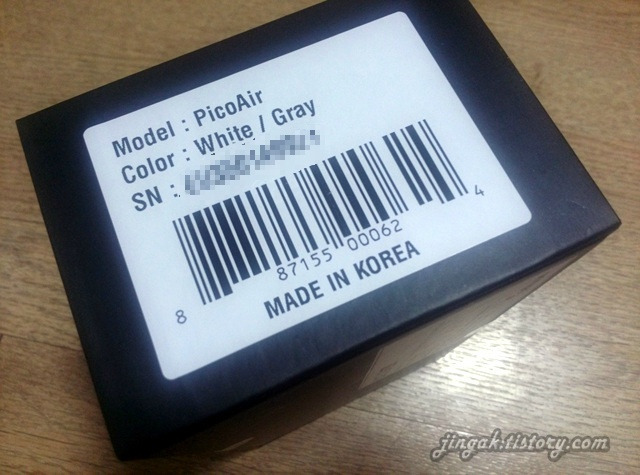 Model : PicoAir
Color : White / Gray
SN :
8 87155 00062 4
MADE IN KOREA
jingak.tistory.com